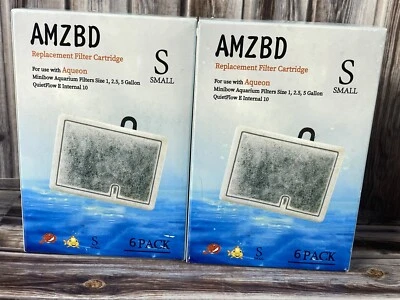 AMZBD
Replacement Filter Cartridge
S
SMALL
For use with Aqueon
Minibow Aquarium Filters Size 1, 2.5, 5 Gallon
QuietFlow E Internal 10
S
6 PACK
AMZBD
Replacement Filter Cartridge
S
SMALL
For use with Aqueon
Minibow Aquarium Filters Size 1, 2.5, 5 Gallon
QuietFlow E Internal 10
S
6 PACK